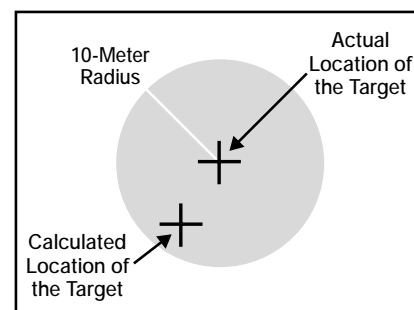 10-Meter
Radius
Actual
Location of
the Target
Calculated
Location of
the Target